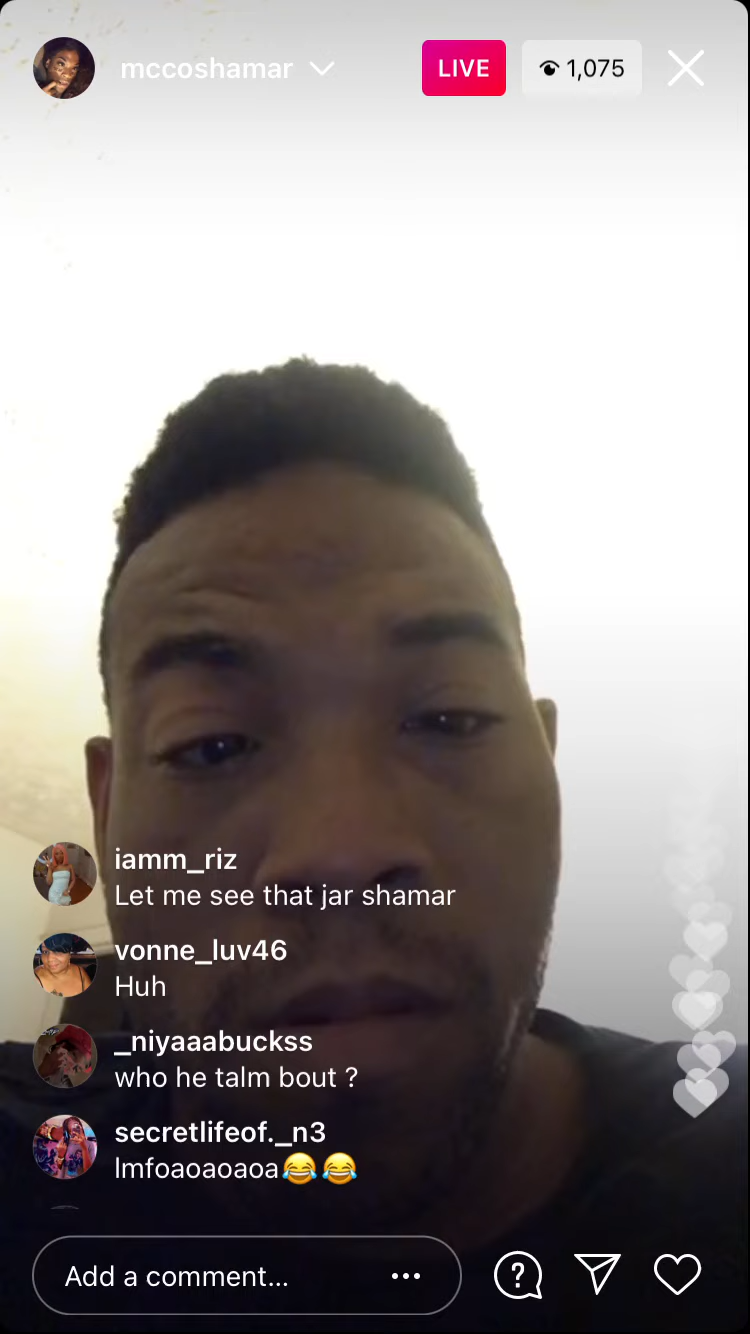 mccoshamar LIVE 1,075
iamm_riz
Let me see that jar shamar
vonne_luv46
Huh
_niyaaabuckss
who he talm bout ?
secretlifeof._n3
lmfoaoaoaoa😂😂
Add a comment...